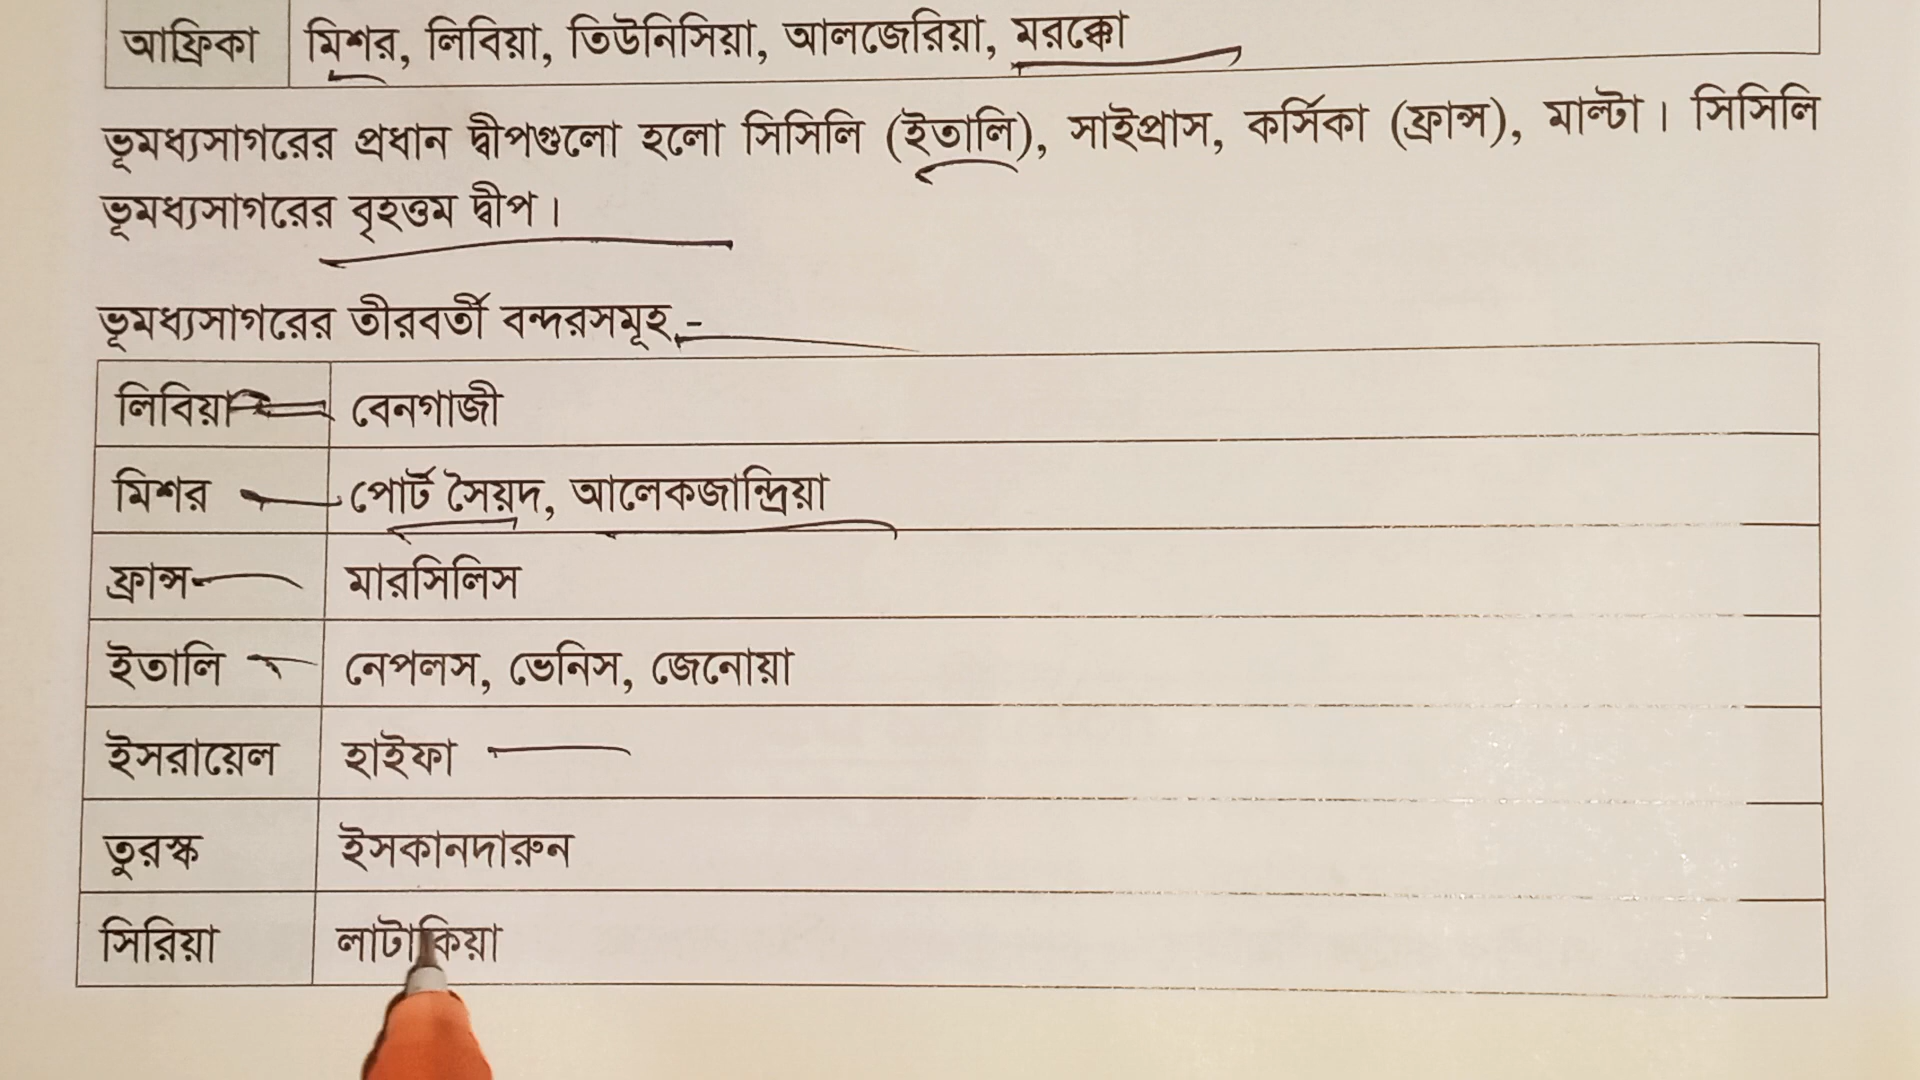 আফ্রিকা মিশর, লিবিয়া, তিউনিসিয়া, আলজেরিয়া, মরক্কো
ভূমধ্যসাগরের প্রধান দ্বীপগুলো হলো সিসিলি (ইতালি), সাইপ্রাস, কর্সিকা (ফ্রান্স), মাল্টা। সিসিলি
ভূমধ্যসাগরের বৃহত্তম দ্বীপ।
ভূমধ্যসাগরের তীরবর্তী বন্দরসমূহ-
লিবিয়া বেনগাজী
মিশর পোর্ট সৈয়দ, আলেকজান্দ্রিয়া
ফ্রান্স মারসিলিস
ইতালি নেপলস, ভেনিস, জেনোয়া
ইসরায়েল হাইফা
তুরস্ক ইসকানদারুন
সিরিয়া লাটাকিয়া